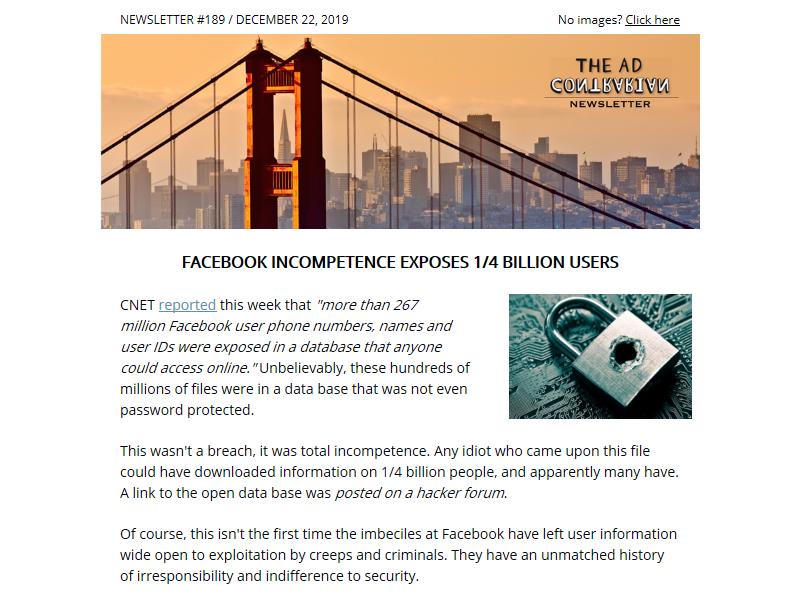 NEWSLETTER #189 / DECEMBER 22, 2019
No images? Click here
THE AD
CONTRARIAN
NEWSLETTER
FACEBOOK INCOMPETENCE EXPOSES 1/4 BILLION USERS
CNET reported this week that "more than 267
million Facebook user phone numbers, names and
user IDs were exposed in a database that anyone
could access online." Unbelievably, these hundreds of
millions of files were in a data base that was not even
password protected.
This wasn't a breach, it was total incompetence. Any idiot who came upon this file
could have downloaded information on 1/4 billion people, and apparently many have.
A link to the open data base was posted on a hacker forum.
Of course, this isn't the first time the imbeciles at Facebook have left user information
wide open to exploitation by creeps and criminals. They have an unmatched history
of irresponsibility and indifference to security.